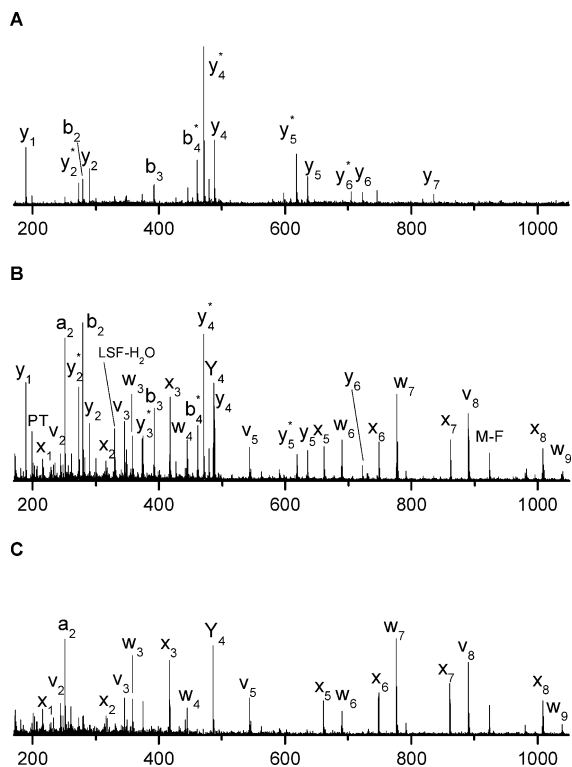 A
y1 y2* b2 y2 b3 b4* y4* y4 y5* y5 y6* y6 y7
200 400 600 800 1000
B
y1 PT x1 v2 a2 y2* b2 y2 x2 LSF-H2O v3 w3 y3* b3 x3 w4 b4* y4* Y4 y4 v5 y5* y5 x5 w6 y6 x6 w7 x7 v8 M-F x8 w9
200 400 600 800 1000
C
x1 v2 a2 x2 v3 w3 x3 w4 Y4 v5 x5 w6 x6 w7 x7 v8 x8 w9
200 400 600 800 1000